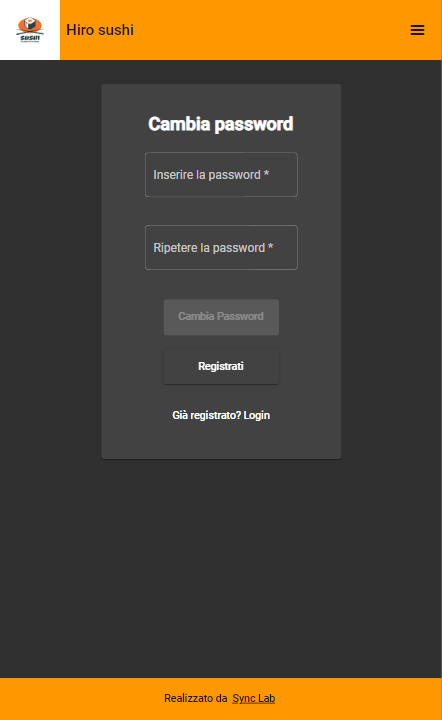 SUSHI
Hiro sushi
Cambia password
Inserire la password *
Ripetere la password *
Cambia Password
Registrati
Già registrato? Login
Realizzato da Sync Lab